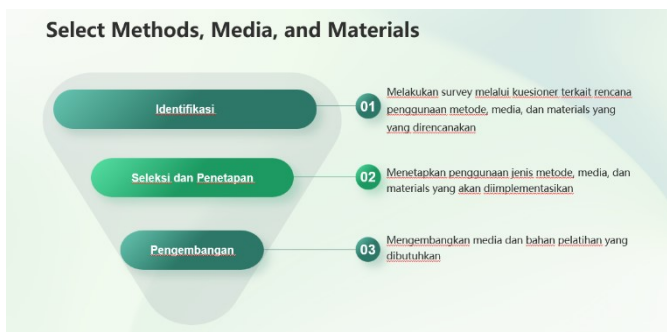 Select Methods, Media, and Materials
Identifikasi
01
Melakukan survey melalui kuesioner terkait rencana
penggunaan metode, media, dan materials yang
yang direncanakan
Seleksi dan Penetapan
02
Menetapkan penggunaan jenis metode, media, dan
materials yang akan diimplementasikan
Pengembangan
03
Mengembangkan media dan bahan pelatihan yang
dibutuhkan